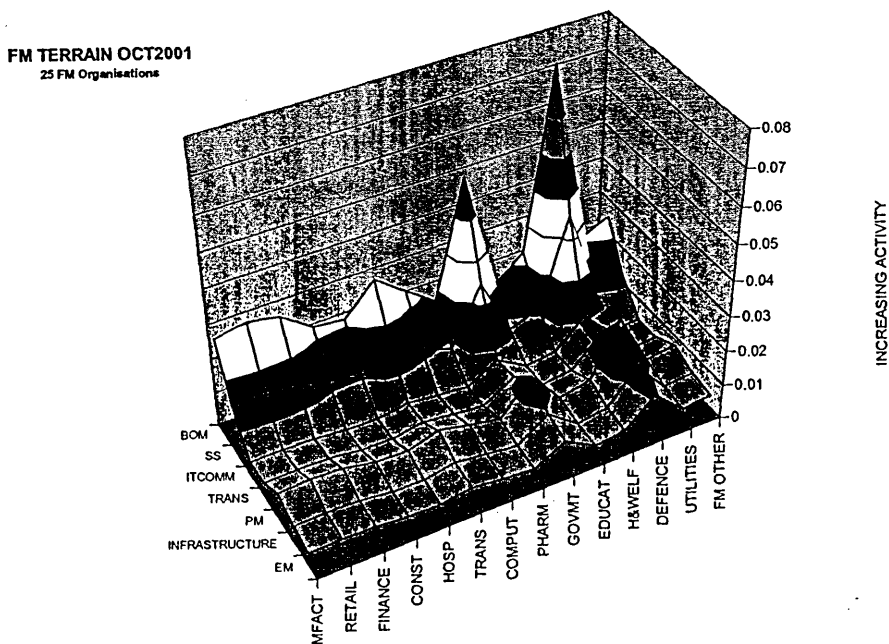 FM TERRAIN OCT2001
25 FM Organisations
0.08
0.07
0.06
0.05
0.04
0.03
0.02
0.01
0
INCREASING ACTIVITY
BOM
SS
ITCOMM
TRANS
PM
INFRASTRUCTURE
EM
MFACT
RETAIL
FINANCE
CONST
HOSP
TRANS
COMPUT
PHARM
GOVMT
EDUCAT
H&WELF
DEFENCE
UTILITIES
FM OTHER